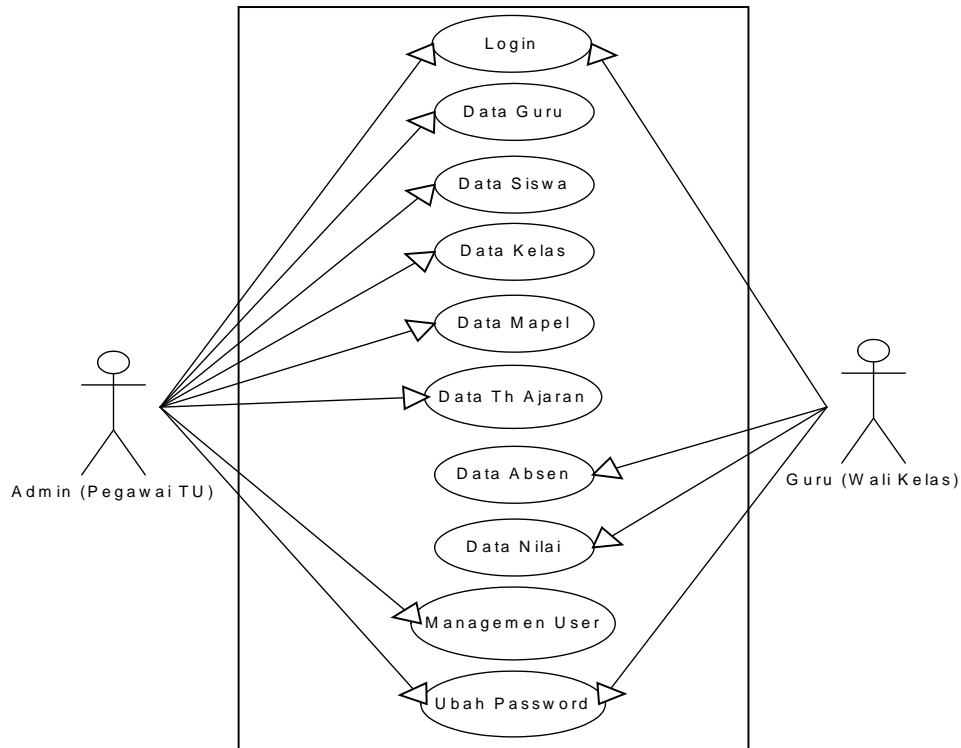 Login
Data Guru
Data Siswa
Data Kelas
Data Mapel
Data Th Ajaran
Admin (Pegawai TU)
Data Absen
Guru (Wali Kelas)
Data Nilai
Managemen User
Ubah Password